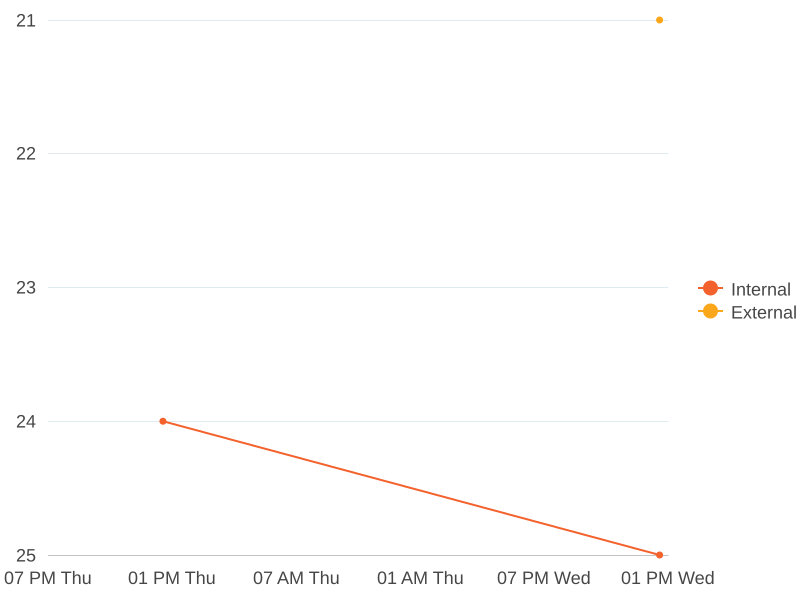 21
22
23
24
25
07 PM Thu 01 PM Thu 07 AM Thu 01 AM Thu 07 PM Wed 01 PM Wed
Internal
External